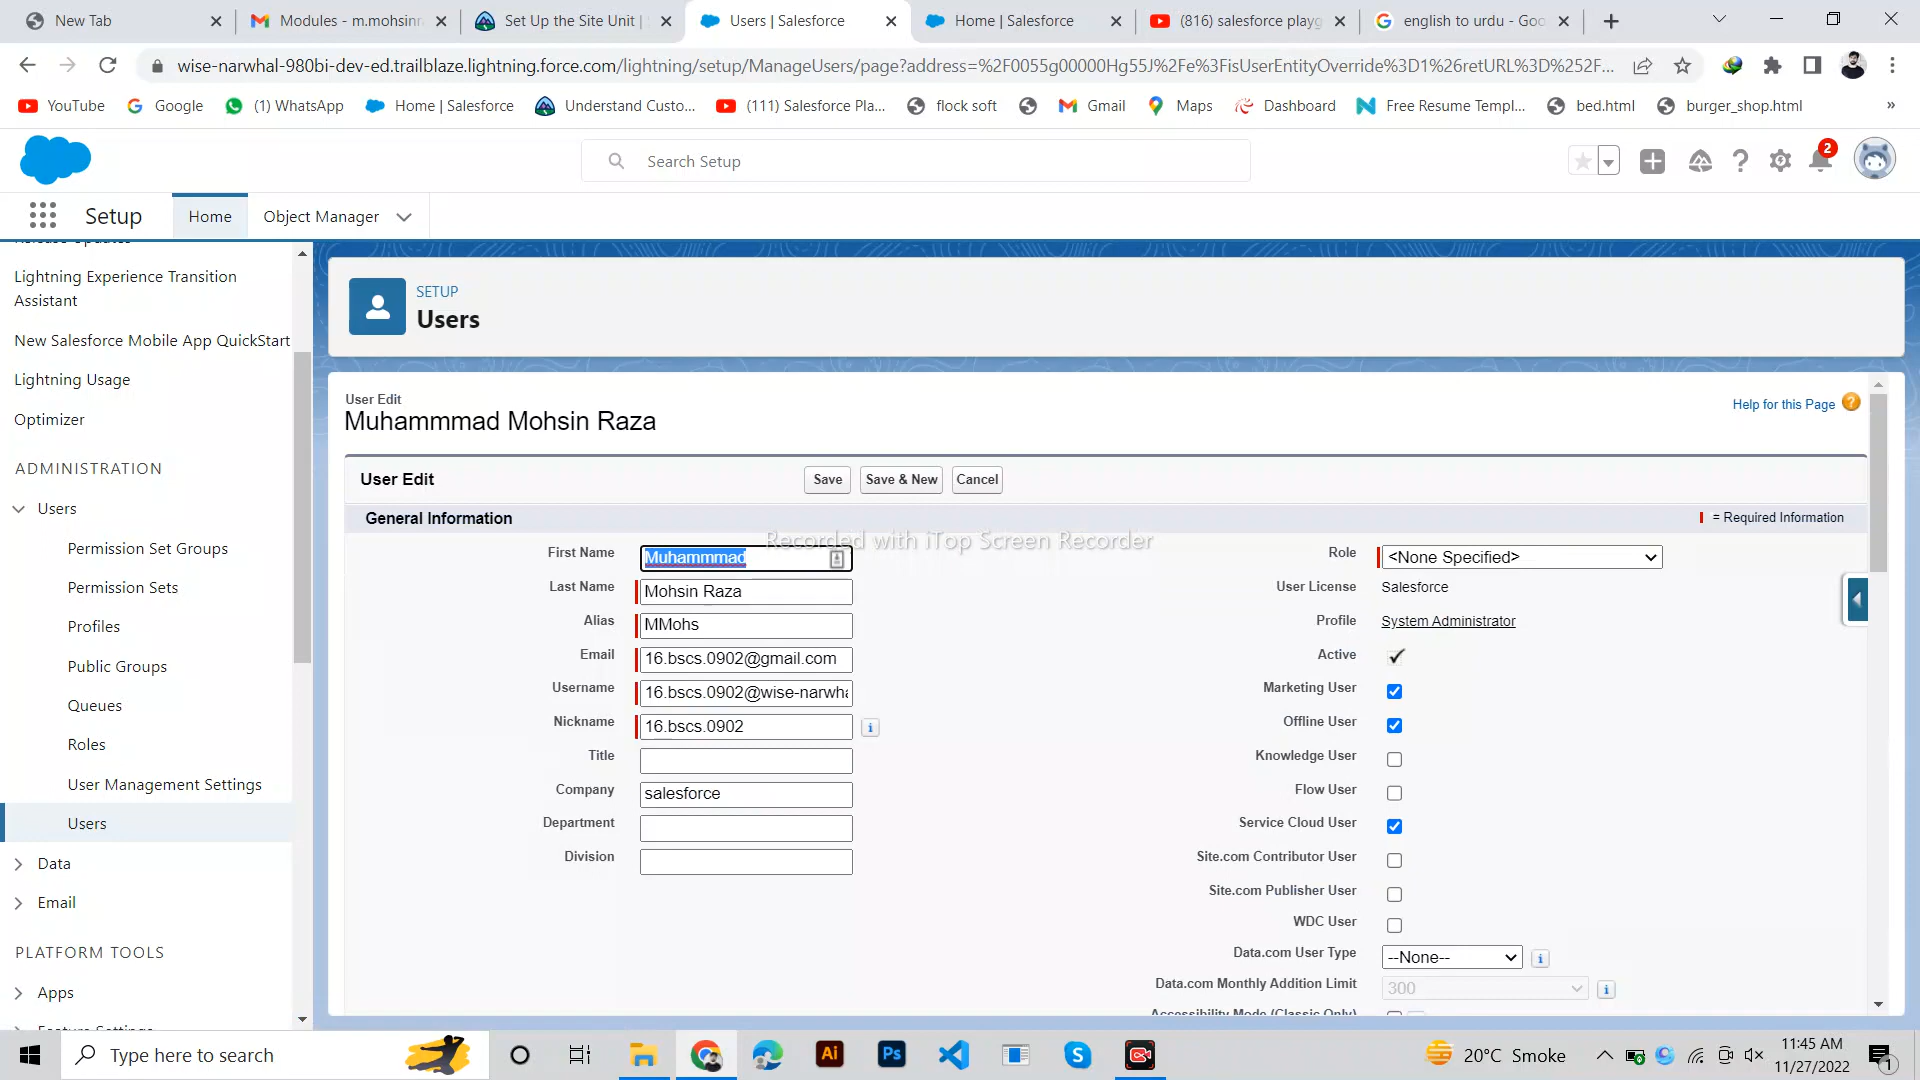 New Tab
Modules - m.mohsinr
Set Up the Site Unit |
Users | Salesforce
Home | Salesforce
(816) salesforce playg
english to urdu - Goo
wise-narwhal-980bi-dev-ed.trailblaze.lightning.force.com/lightning/setup/ManageUsers/page?address=%2F0055g00000Hg55J%2Fe%3FisUserEntityOverride%3D1%26retURL%3D%252F...
YouTube
Google
(1) WhatsApp
Home | Salesforce
Understand Custo...
(111) Salesforce Pla...
flock soft
Gmail
Maps
Dashboard
Free Resume Templ...
bed.html
burger_shop.html
»
Search Setup
2
Setup
Home
Object Manager
Release Updates
Lightning Experience Transition
Assistant
New Salesforce Mobile App QuickStart
Lightning Usage
Optimizer
ADMINISTRATION
Users
Permission Set Groups
Permission Sets
Profiles
Public Groups
Queues
Roles
User Management Settings
Users
Data
Email
PLATFORM TOOLS
Apps
Feature Settings
SETUP
Users
User Edit
Muhammmad Mohsin Raza
Help for this Page
User Edit
Save
Save & New
Cancel
General Information
= Required Information
Recorded with iTop Screen Recorder
First Name
Muhammmad
Last Name
Mohsin Raza
Alias
MMohs
Email
16.bscs.0902@gmail.com
Username
16.bscs.0902@wise-narwha
Nickname
16.bscs.0902
Title
Company
salesforce
Department
Division
Role
<None Specified>
User License
Salesforce
Profile
System Administrator
Active
Marketing User
Offline User
Knowledge User
Flow User
Service Cloud User
Site.com Contributor User
Site.com Publisher User
WDC User
Data.com User Type
--None--
Data.com Monthly Addition Limit
300
Accessibility Mode (Classic Only)
Type here to search
Ai
Ps
20°C Smoke
11:45 AM
11/27/2022
1